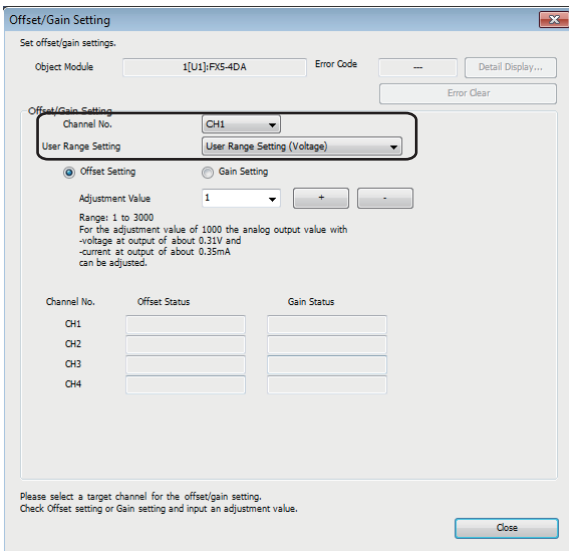 Offset/Gain Setting
Set offset/gain settings.
Object Module 1[U1]:FX5-4DA Error Code --- Detail Display...
Error Clear
Offset/Gain Setting
Channel No. CH1
User Range Setting User Range Setting (Voltage)
Offset Setting Gain Setting
Adjustment Value 1 + -
Range: 1 to 3000
For the adjustment value of 1000 the analog output value with
-voltage at output of about 0.31V and
-current at output of about 0.35mA
can be adjusted.
Channel No. Offset Status Gain Status
CH1
CH2
CH3
CH4
Please select a target channel for the offset/gain setting.
Check Offset setting or Gain setting and input an adjustment value.
Close